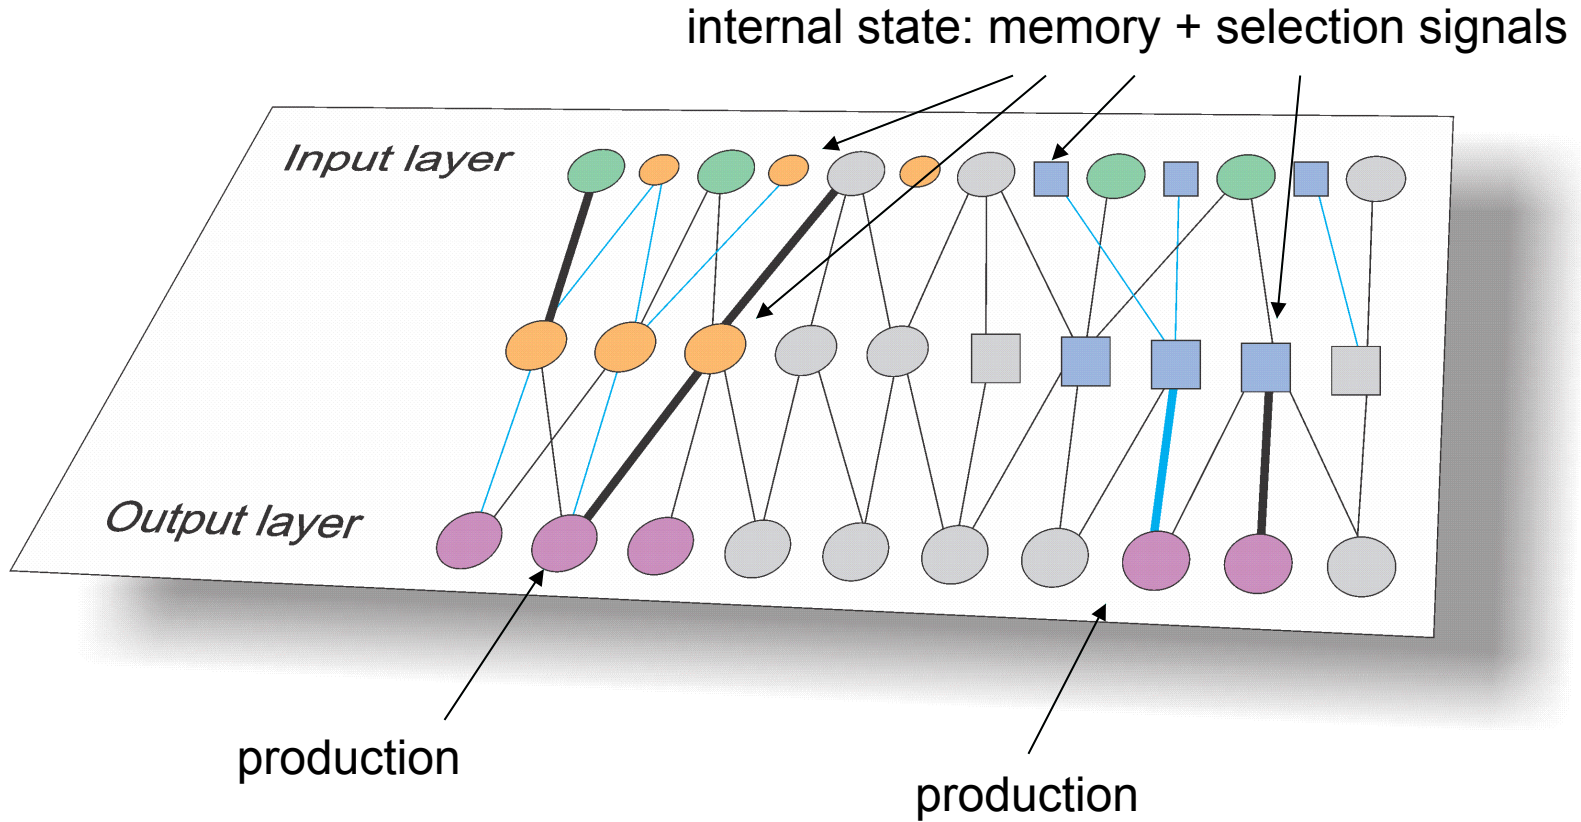 internal state: memory + selection signals
Input layer
Output layer
production
production